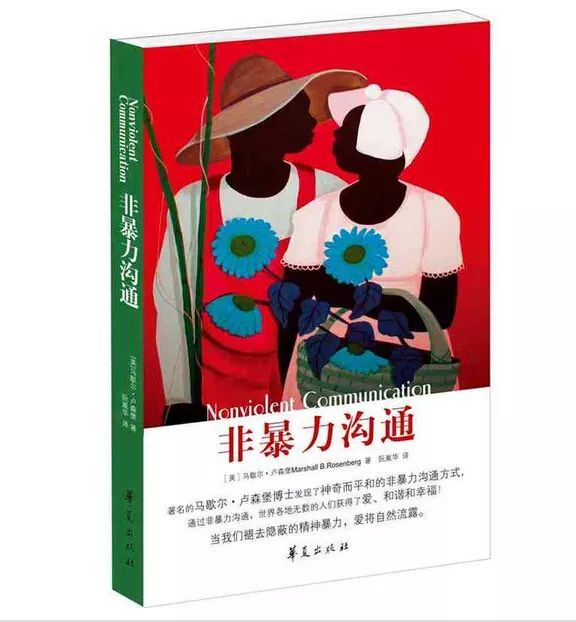 Nonviolent
Communication
非暴力沟通
[美]马歇尔·卢森堡 著
阮胤华 译
华夏出版社
Nonviolent Communication
非暴力沟通
[美]马歇尔·卢森堡Marshall B.Rosenberg 著 阮胤华 译
著名的马歇尔·卢森堡博士发现了神奇而平和的非暴力沟通方式，
通过非暴力沟通，世界各地无数的人们获得了爱、和谐和幸福！
当我们褪去隐蔽的精神暴力，爱将自然流露。
华夏出版社